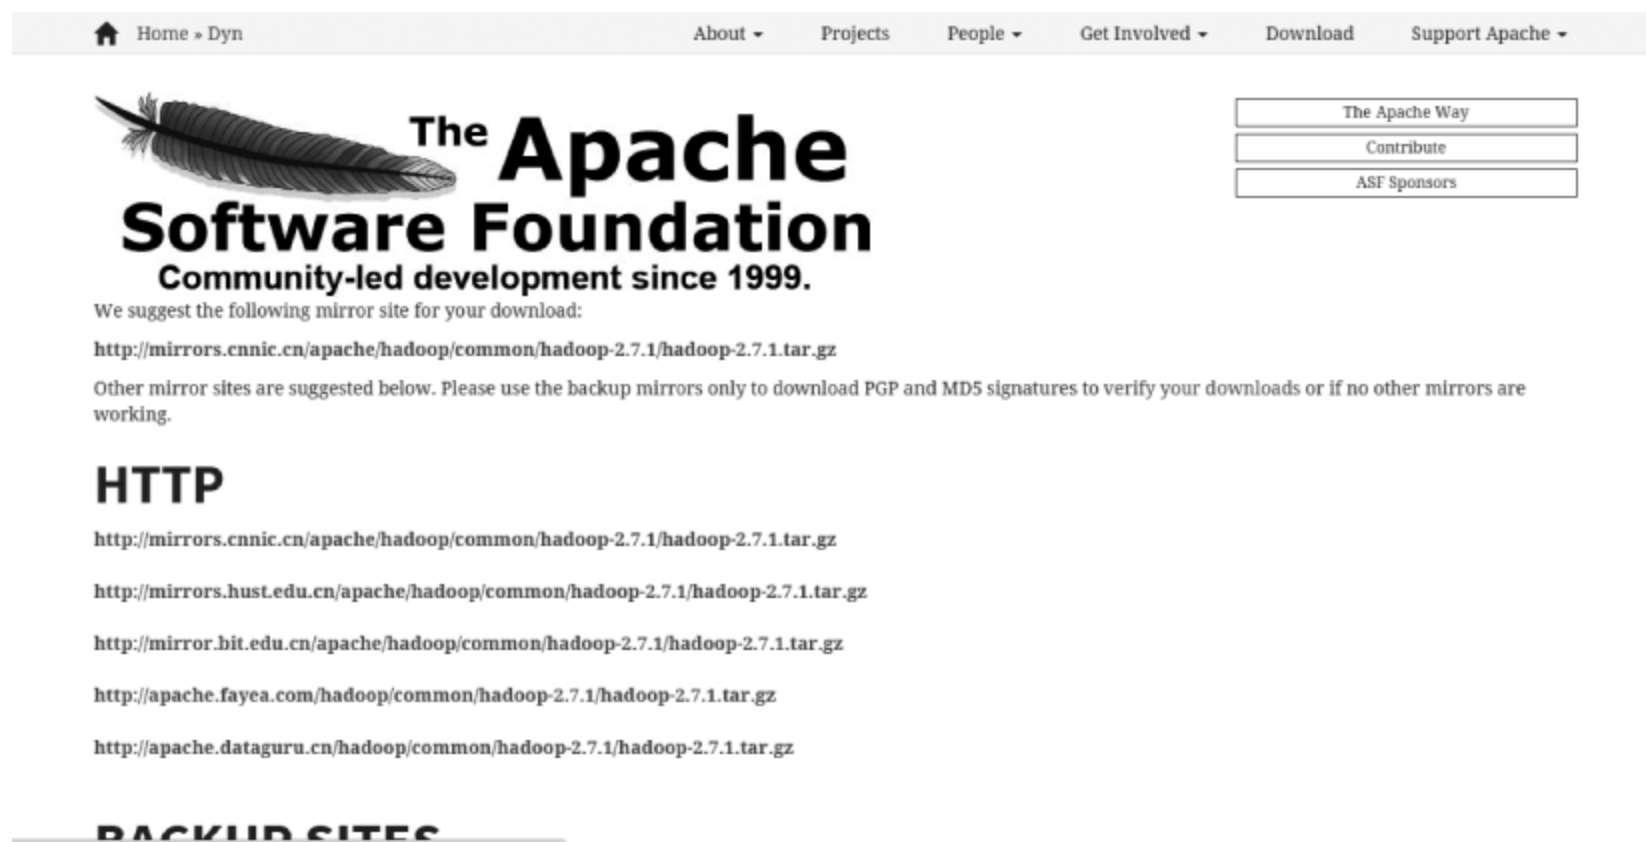 Home » Dyn About Projects People Get Involved Download Support Apache
The Apache
Software Foundation
Community-led development since 1999.
The Apache Way
Contribute
ASF Sponsors
We suggest the following mirror site for your download:
http://mirrors.cnnic.cn/apache/hadoop/common/hadoop-2.7.1/hadoop-2.7.1.tar.gz
Other mirror sites are suggested below. Please use the backup mirrors only to download PGP and MD5 signatures to verify your downloads or if no other mirrors are
working.
HTTP
http://mirrors.cnnic.cn/apache/hadoop/common/hadoop-2.7.1/hadoop-2.7.1.tar.gz
http://mirrors.hust.edu.cn/apache/hadoop/common/hadoop-2.7.1/hadoop-2.7.1.tar.gz
http://mirror.bit.edu.cn/apache/hadoop/common/hadoop-2.7.1/hadoop-2.7.1.tar.gz
http://apache.fayea.com/hadoop/common/hadoop-2.7.1/hadoop-2.7.1.tar.gz
http://apache.dataguru.cn/hadoop/common/hadoop-2.7.1/hadoop-2.7.1.tar.gz
BACKUP SITES